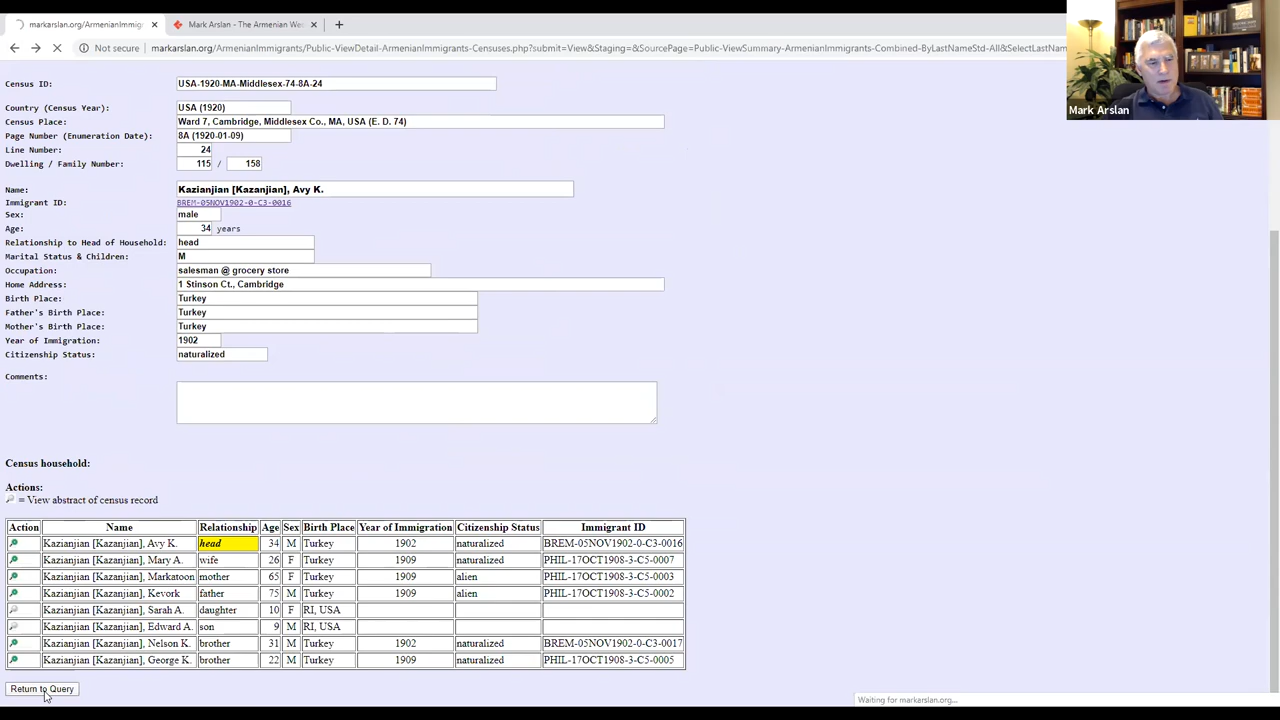 markarslan.org/ArmenianImmig
Mark Arslan - The Armenian We
Not secure
markarslan.org/ArmenianImmigrants/Public-ViewDetail-ArmenianImmigrants-Censuses.php?submit=View&Staging=&SourcePage=Public-ViewSummary-ArmenianImmigrants-Combined-ByLastNameStd-All&SelectLastNam
Mark Arslan
Census ID: USA-1920-MA-Middlesex-74-8A-24
Country (Census Year): USA (1920)
Census Place: Ward 7, Cambridge, Middlesex Co., MA, USA (E. D. 74)
Page Number (Enumeration Date): 8A (1920-01-09)
Line Number: 24
Dwelling / Family Number: 115 / 158
Name: Kazianjian [Kazanjian], Avy K.
Immigrant ID: BREM-05NOV1902-0-C3-0016
Sex: male
Age: 34 years
Relationship to Head of Household: head
Marital Status & Children: M
Occupation: salesman @ grocery store
Home Address: 1 Stinson Ct., Cambridge
Birth Place: Turkey
Father's Birth Place: Turkey
Mother's Birth Place: Turkey
Year of Immigration: 1902
Citizenship Status: naturalized
Comments:
Census household:
Actions:
= View abstract of census record
Action Name Relationship Age Sex Birth Place Year of Immigration Citizenship Status Immigrant ID
Kazianjian [Kazanjian], Avy K. head 34 M Turkey 1902 naturalized BREM-05NOV1902-0-C3-0016
Kazianjian [Kazanjian], Mary A. wife 26 F Turkey 1909 naturalized PHIL-17OCT1908-3-C5-0007
Kazianjian [Kazanjian], Markatoon mother 65 F Turkey 1909 alien PHIL-17OCT1908-3-C5-0003
Kazianjian [Kazanjian], Kevork father 75 M Turkey 1909 alien PHIL-17OCT1908-3-C5-0002
Kazianjian [Kazanjian], Sarah A. daughter 10 F RI, USA
Kazianjian [Kazanjian], Edward A. son 9 M RI, USA
Kazianjian [Kazanjian], Nelson K. brother 31 M Turkey 1902 naturalized BREM-05NOV1902-0-C3-0017
Kazianjian [Kazanjian], George K. brother 22 M Turkey 1909 naturalized PHIL-17OCT1908-3-C5-0005
Return to Query
Waiting for markarslan.org...